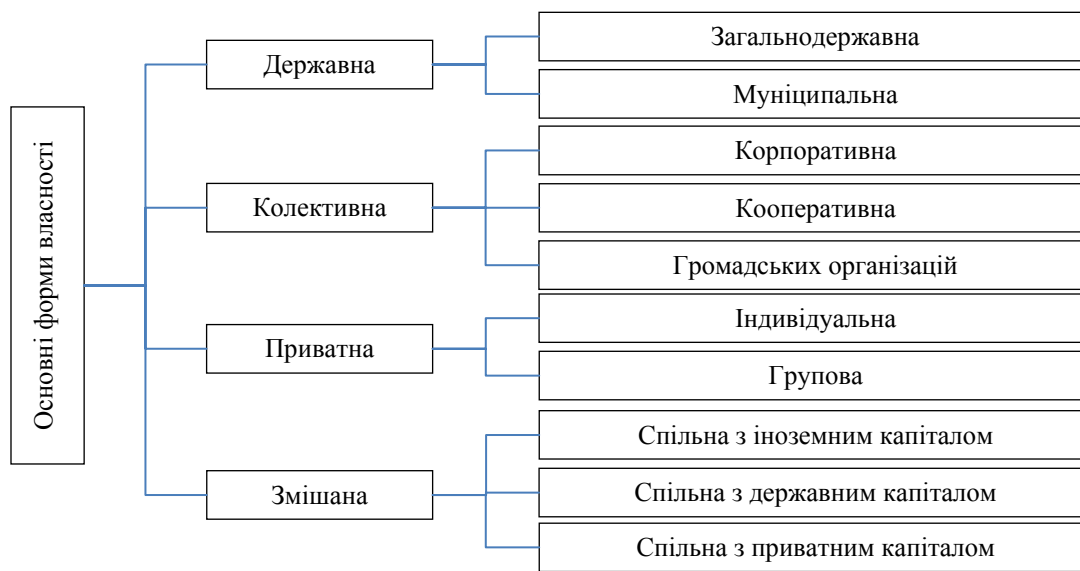 Основні форми власності
Державна
Загальнодержавна
Муніципальна
Колективна
Корпоративна
Кооперативна
Громадських організацій
Приватна
Індивідуальна
Групова
Змішана
Спільна з іноземним капіталом
Спільна з державним капіталом
Спільна з приватним капіталом